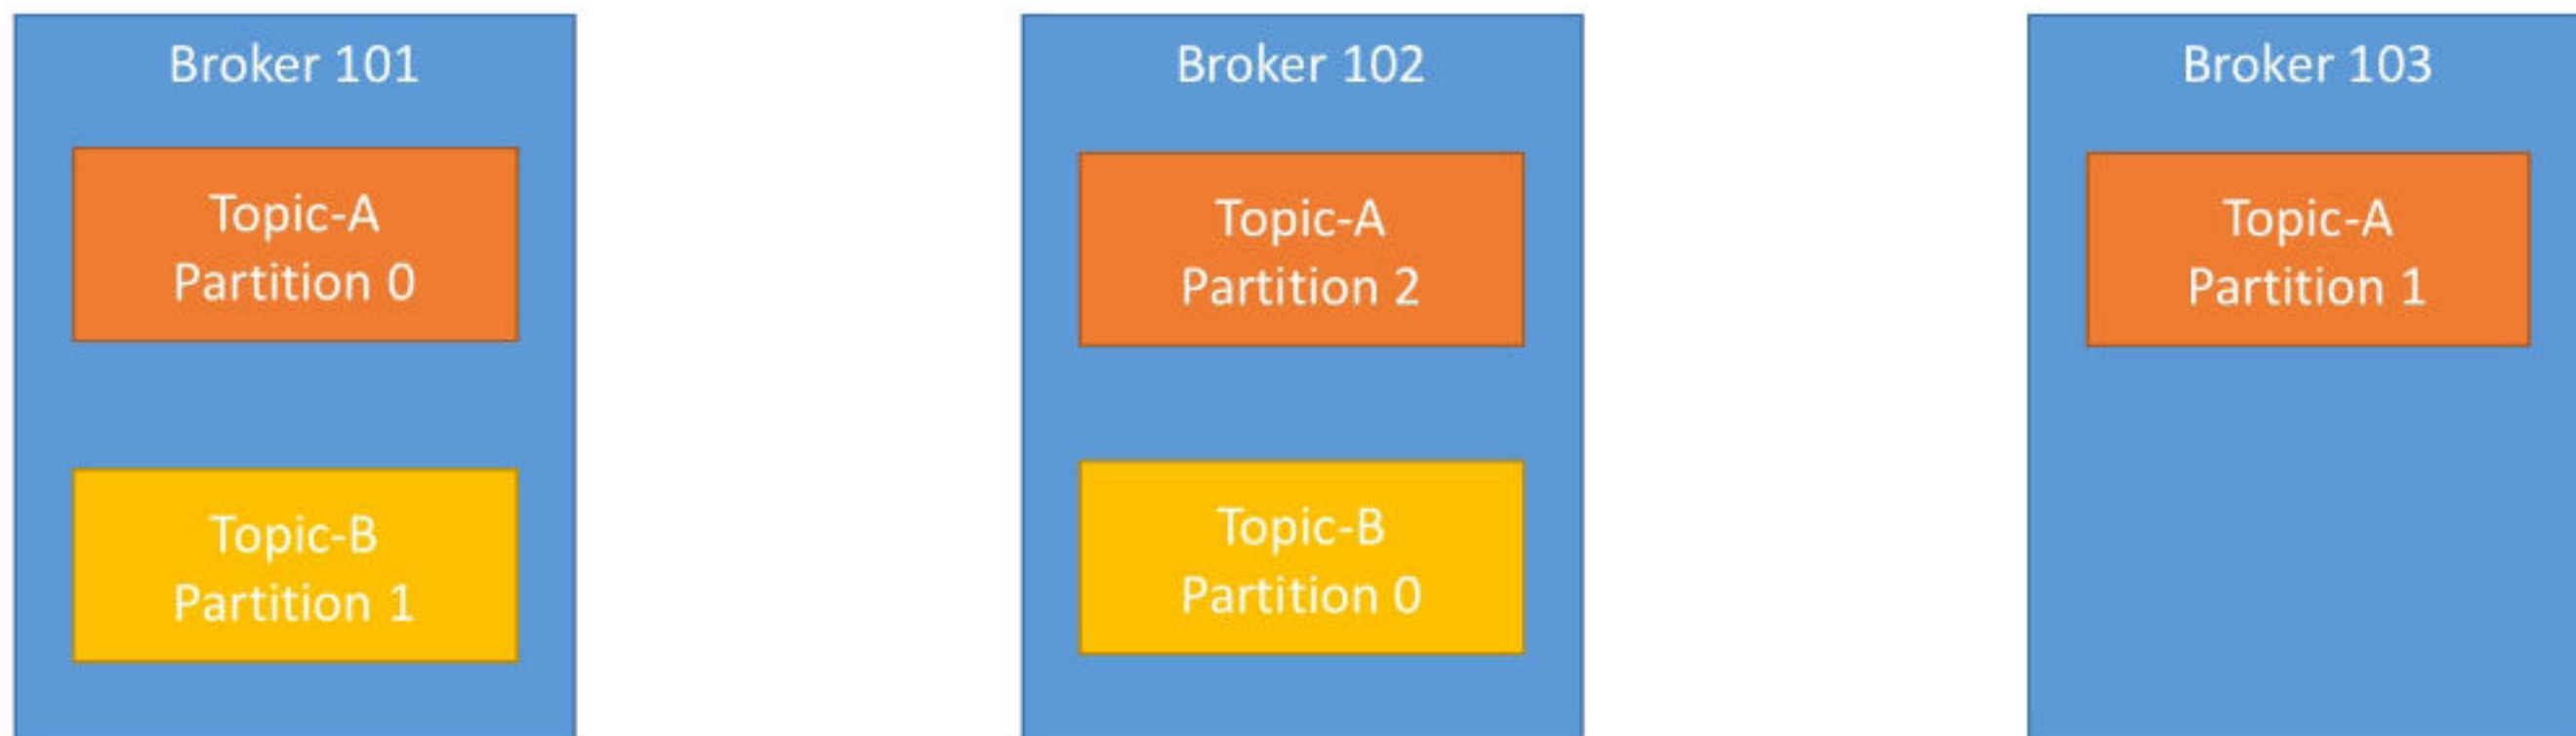 Broker 101
Topic-A
Partition 0
Topic-B
Partition 1
Broker 102
Topic-A
Partition 2
Topic-B
Partition 0
Broker 103
Topic-A
Partition 1